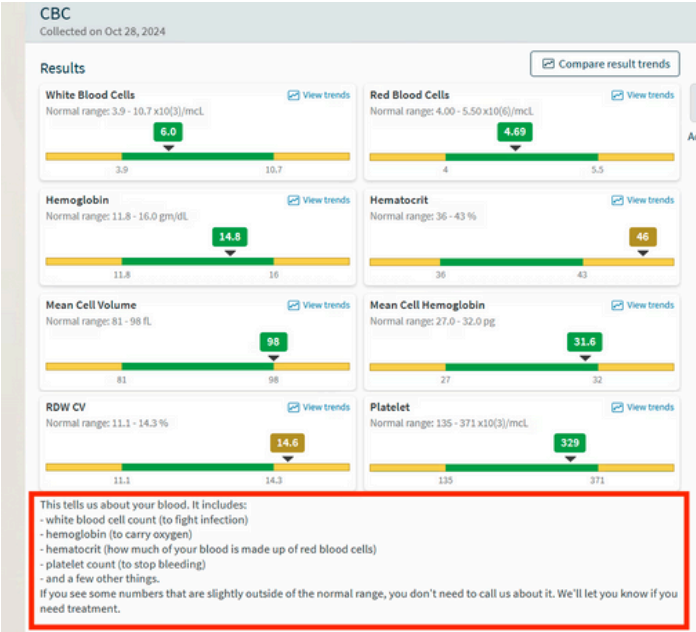 CBC
Collected on Oct 28, 2024
Results
Compare result trends
White Blood Cells View trends
Normal range: 3.9 - 10.7 x10(3)/mcL
6.0
3.9 10.7
Red Blood Cells View trends
Normal range: 4.00 - 5.50 x10(6)/mcL
4.69
4 5.5
Hemoglobin View trends
Normal range: 11.8 - 16.0 gm/dL
14.8
11.8 16
Hematocrit View trends
Normal range: 36 - 43 %
46
36 43
Mean Cell Volume View trends
Normal range: 81 - 98 fL
98
81 98
Mean Cell Hemoglobin View trends
Normal range: 27.0 - 32.0 pg
31.6
27 32
RDW CV View trends
Normal range: 11.1 - 14.3 %
14.6
11.1 14.3
Platelet View trends
Normal range: 135 - 371 x10(3)/mcL
329
135 371
This tells us about your blood. It includes:
- white blood cell count (to fight infection)
- hemoglobin (to carry oxygen)
- hematocrit (how much of your blood is made up of red blood cells)
- platelet count (to stop bleeding)
- and a few other things.
If you see some numbers that are slightly outside of the normal range, you don't need to call us about it. We'll let you know if you
need treatment.